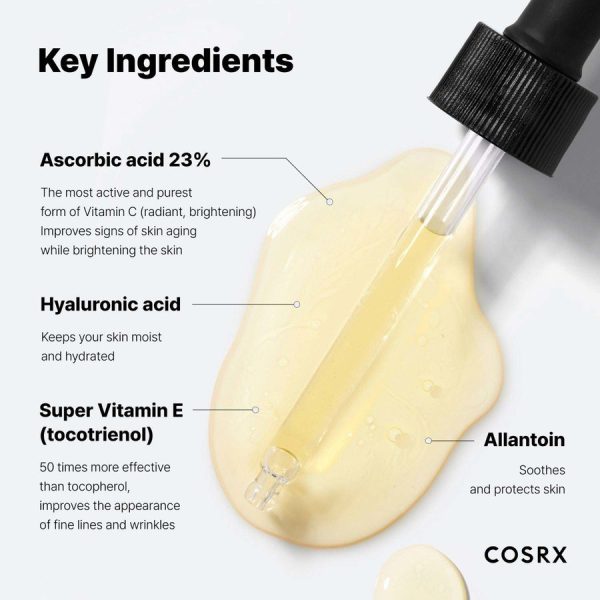 Key Ingredients
Ascorbic acid 23%
The most active and purest
form of Vitamin C (radiant, brightening)
Improves signs of skin aging
while brightening the skin
Hyaluronic acid
Keeps your skin moist
and hydrated
Super Vitamin E
(tocotrienol)
50 times more effective
than tocopherol,
improves the appearance
of fine lines and wrinkles
Allantoin
Soothes
and protects skin
COSRX